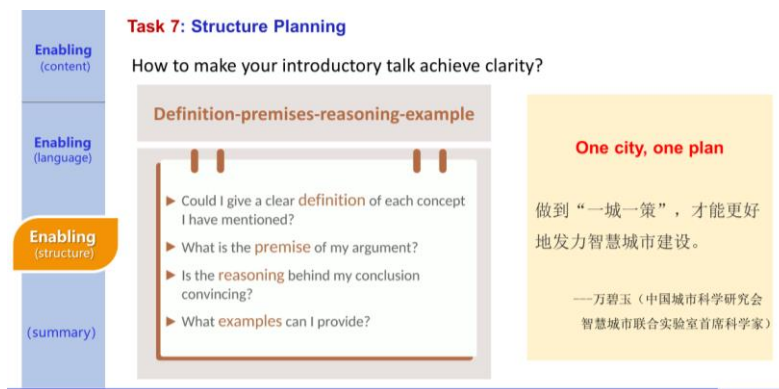 Task 7: Structure Planning
Enabling
(content)
How to make your introductory talk achieve clarity?
Enabling
(language)
Enabling
(structure)
(summary)
Definition-premises-reasoning-example
Could I give a clear definition of each concept
I have mentioned?
What is the premise of my argument?
Is the reasoning behind my conclusion
convincing?
What examples can I provide?
One city, one plan
做到“一城一策”，才能更好
地发力智慧城市建设。
---万碧玉（中国城市科学研究会
智慧城市联合实验室首席科学家）